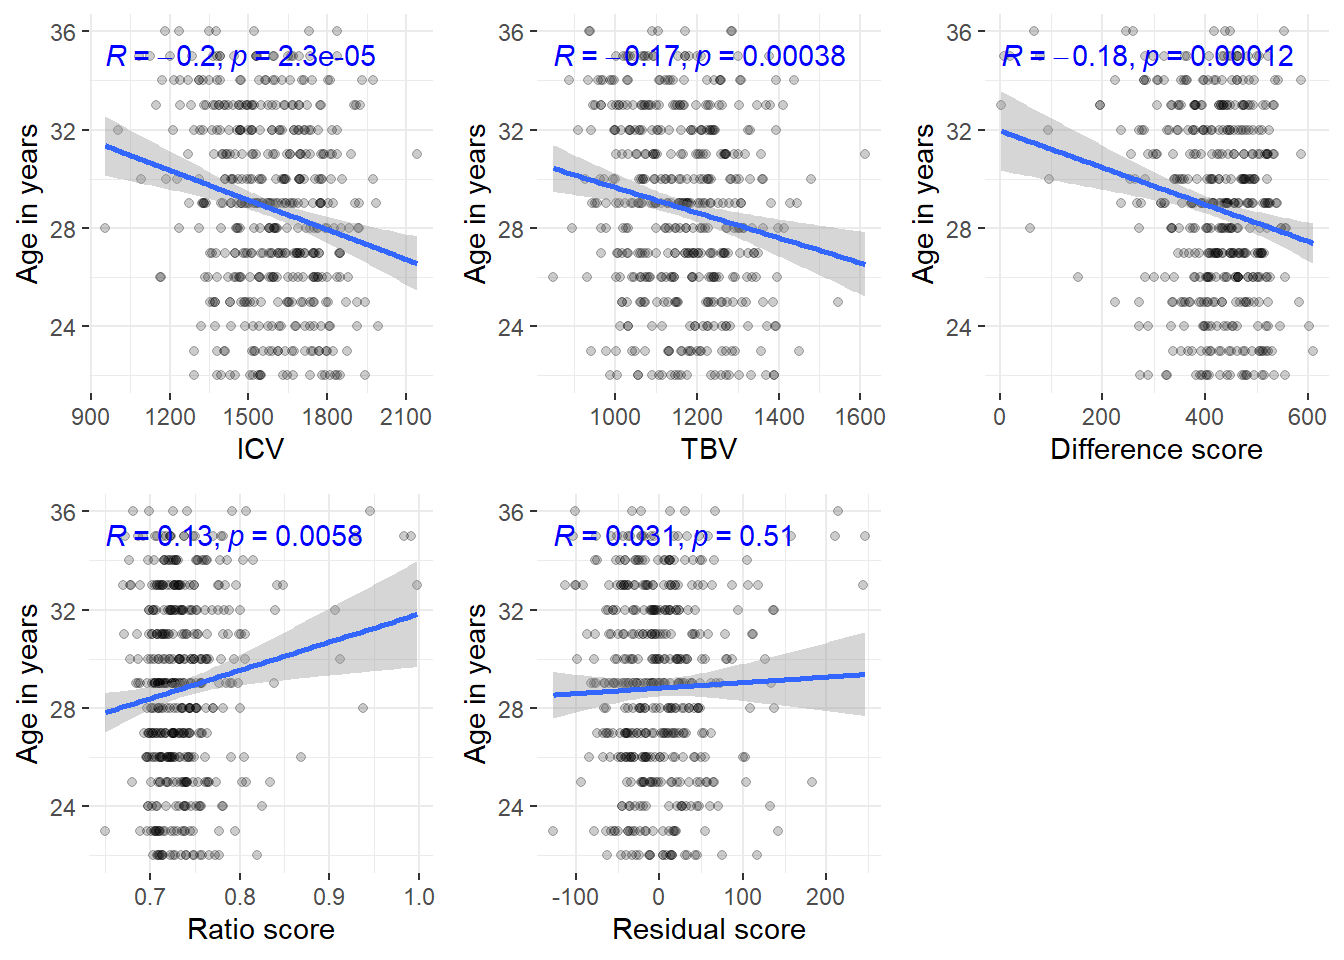 R = −0.2, p = 2.3e-05
36
32
28
24
Age in years
900 1200 1500 1800 2100
ICV
R = −0.17, p = 0.00038
36
32
28
24
Age in years
1000 1200 1400 1600
TBV
R = −0.18, p = 0.00012
36
32
28
24
Age in years
0 200 400 600
Difference score
R = 0.13, p = 0.0058
36
32
28
24
Age in years
0.7 0.8 0.9 1.0
Ratio score
R = 0.031, p = 0.51
36
32
28
24
Age in years
-100 0 100 200
Residual score